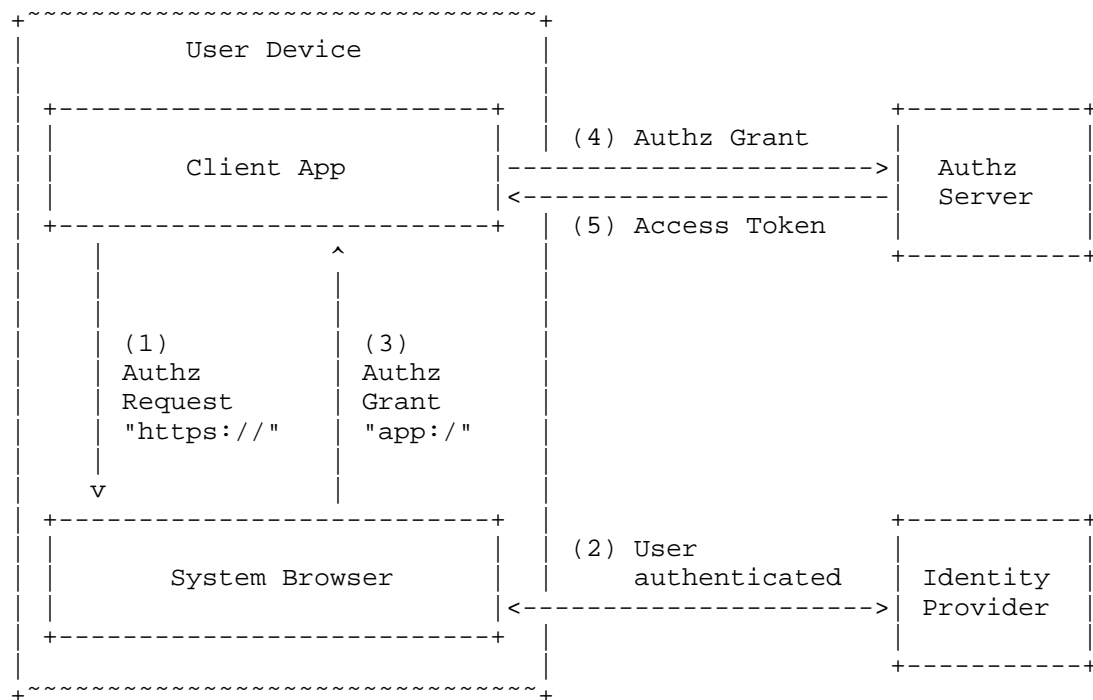 User Device
(4) Authz Grant
Client App
Authz
Server
(5) Access Token
(1)
Authz
Request
"https://"
(3)
Authz
Grant
"app:/"
(2) User
authenticated
System Browser
Identity
Provider